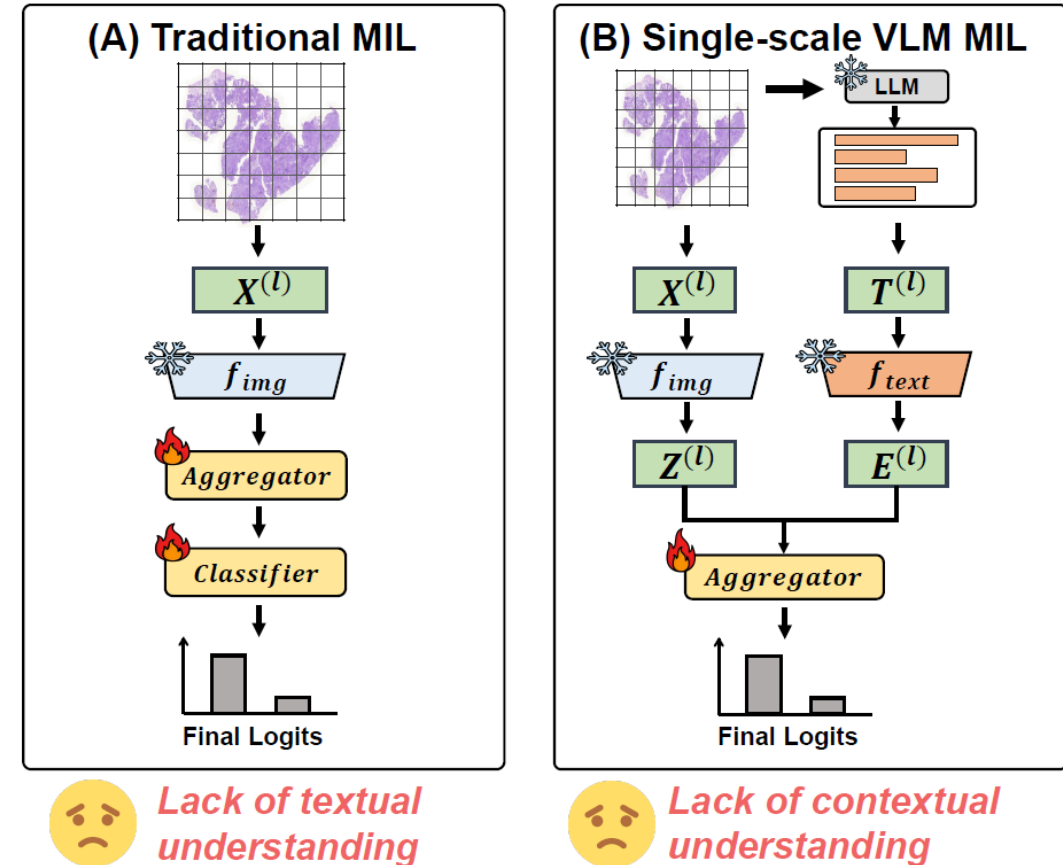 (A) Traditional MIL
X^(l)
f_img
Aggregator
Classifier
Final Logits
Lack of textual
understanding
(B) Single-scale VLM MIL
LLM
X^(l)
T^(l)
f_img
f_text
Z^(l)
E^(l)
Aggregator
Final Logits
Lack of contextual
understanding